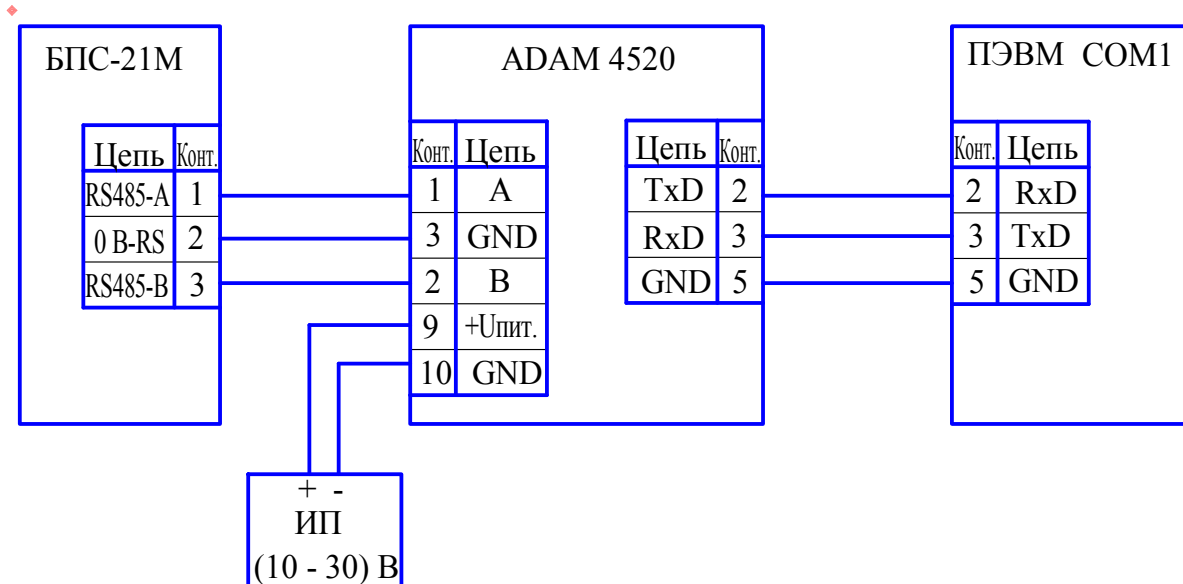 БПС-21М
Цепь Конт.
RS485-A 1
0 В-RS 2
RS485-B 3
ADAM 4520
Конт. Цепь
1 A
3 GND
2 B
9 +Uпит.
10 GND
Цепь Конт.
TxD 2
RxD 3
GND 5
ПЭВМ COM1
Конт. Цепь
2 RxD
3 TxD
5 GND
+ -
ИП
(10 - 30) В